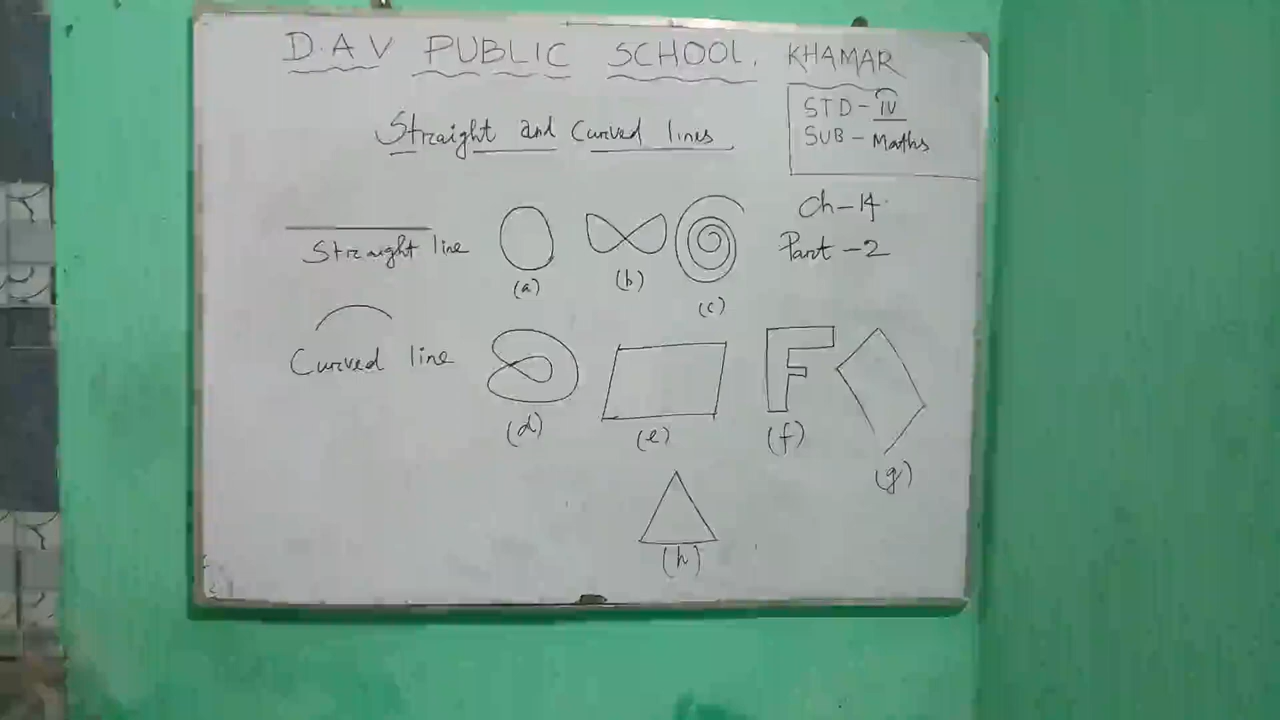 D.A.V PUBLIC SCHOOL, KHAMAR
STD - IV
SUB - Maths
Straight and Curved lines
Ch-14
Part-2
Straight line
(a)
(b)
(c)
Curved line
(d)
(e)
(f)
(g)
(h)